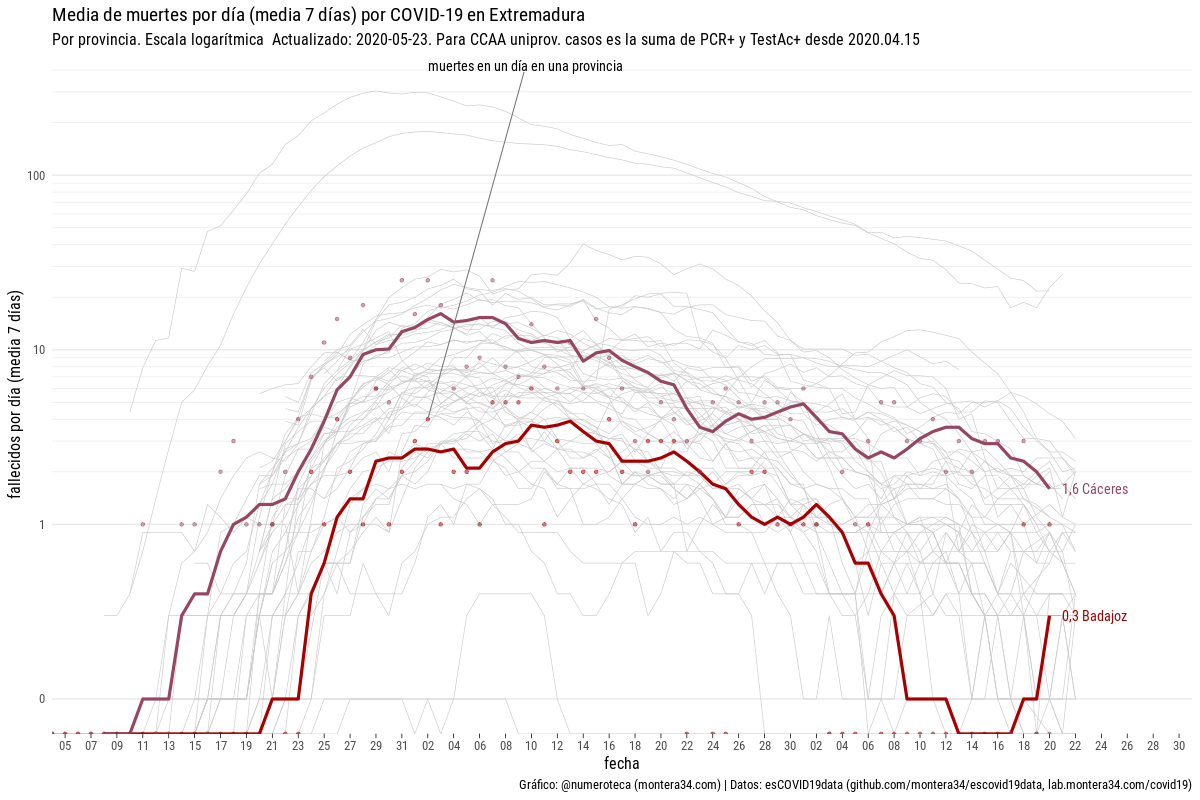 Media de muertes por día (media 7 días) por COVID-19 en Extremadura
Por provincia. Escala logarítmica  Actualizado: 2020-05-23. Para CCAA uniprov. casos es la suma de PCR+ y TestAc+ desde 2020.04.15
muertes en un día en una provincia
fallecidos por día (media  7 días)
100
10
1
0
1,6 Cáceres
0,3 Badajoz
05 07 09 11 13 15 17 19 21 23 25 27 29 31 02 04 06 08 10 12 14 16 18 20 22 24 26 28 30 02 04 06 08 10 12 14 16 18 20 22 24 26 28 30
fecha
Gráfico: @numeroteca (montera34.com) | Datos: esCOVID19data (github.com/montera34/escovid19data, lab.montera34.com/covid19)